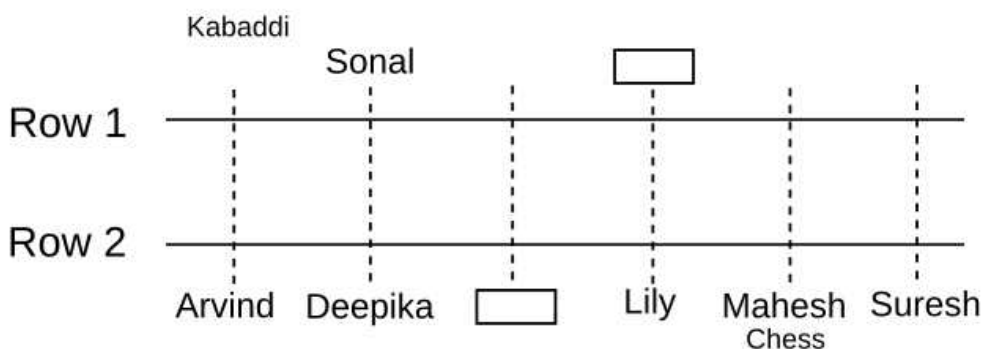 Kabaddi
Sonal
Row 1
Row 2
Arvind Deepika Lily Mahesh Suresh
Chess